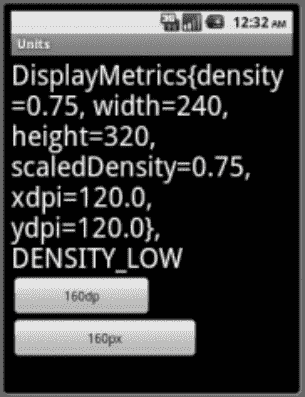 12:32 AM
Units
DisplayMetrics{density
=0.75, width=240,
height=320,
scaledDensity=0.75,
xdpi=120.0,
ydpi=120.0},
DENSITY_LOW
160dp
160px